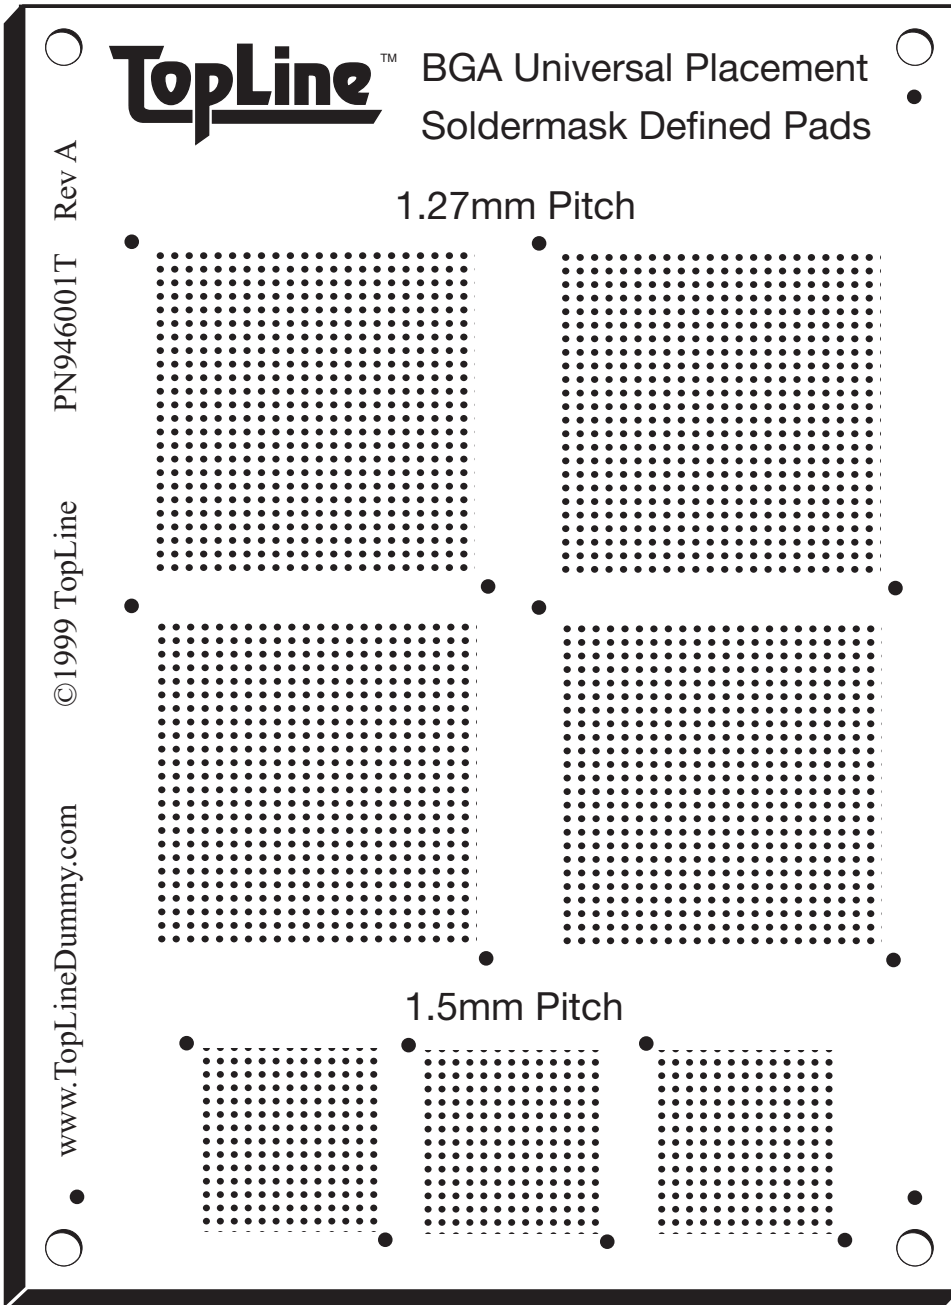 TopLine™
BGA Universal Placement
Soldermask Defined Pads
1.27mm Pitch
1.5mm Pitch
www.TopLineDummy.com ©1999 TopLine PN946001T Rev A